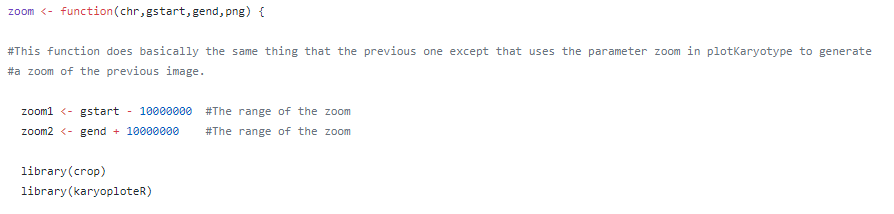 zoom <- function(chr,gstart,gend,png) {
#This function does basically the same thing that the previous one except that uses the parameter zoom in plotKaryotype to generate
#a zoom of the previous image.
zoom1 <- gstart - 10000000 #The range of the zoom
zoom2 <- gend + 10000000 #The range of the zoom
library(crop)
library(karyoploteR)